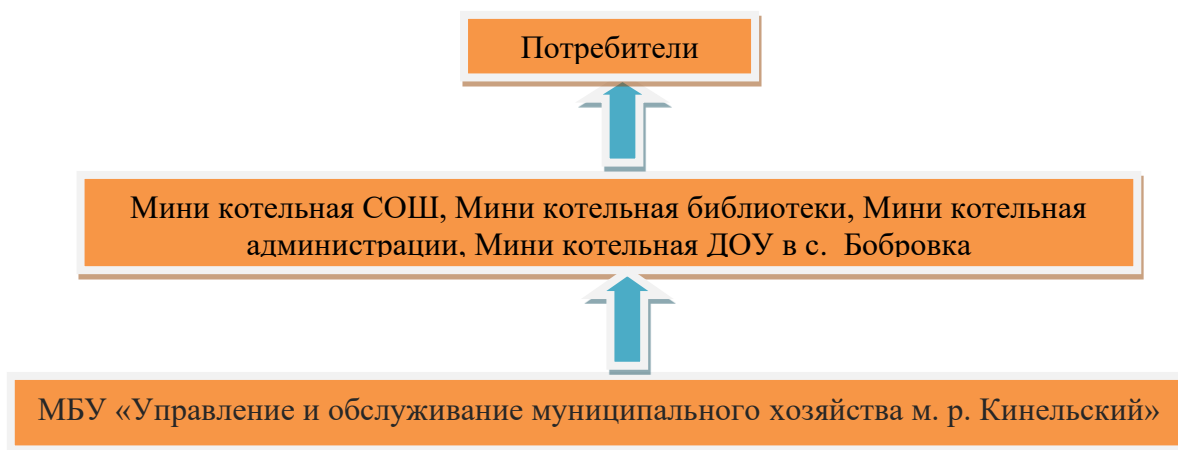 Потребители
Мини котельная СОШ, Мини котельная библиотеки, Мини котельная
администрации, Мини котельная ДОУ в с. Бобровка
МБУ «Управление и обслуживание муниципального хозяйства м. р. Кинельский»